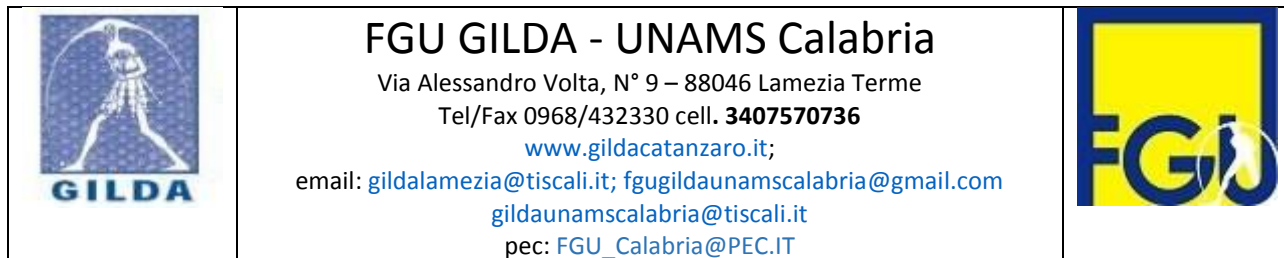 GILDA
FGU GILDA - UNAMS Calabria
Via Alessandro Volta, N° 9 – 88046 Lamezia Terme
Tel/Fax 0968/432330 cell. 3407570736
www.gildacatanzaro.it;
email: gildalamezia@tiscali.it; fgugildaunamscalabria@gmail.com
gildaunamscalabria@tiscali.it
pec: FGU_Calabria@PEC.IT
FGU